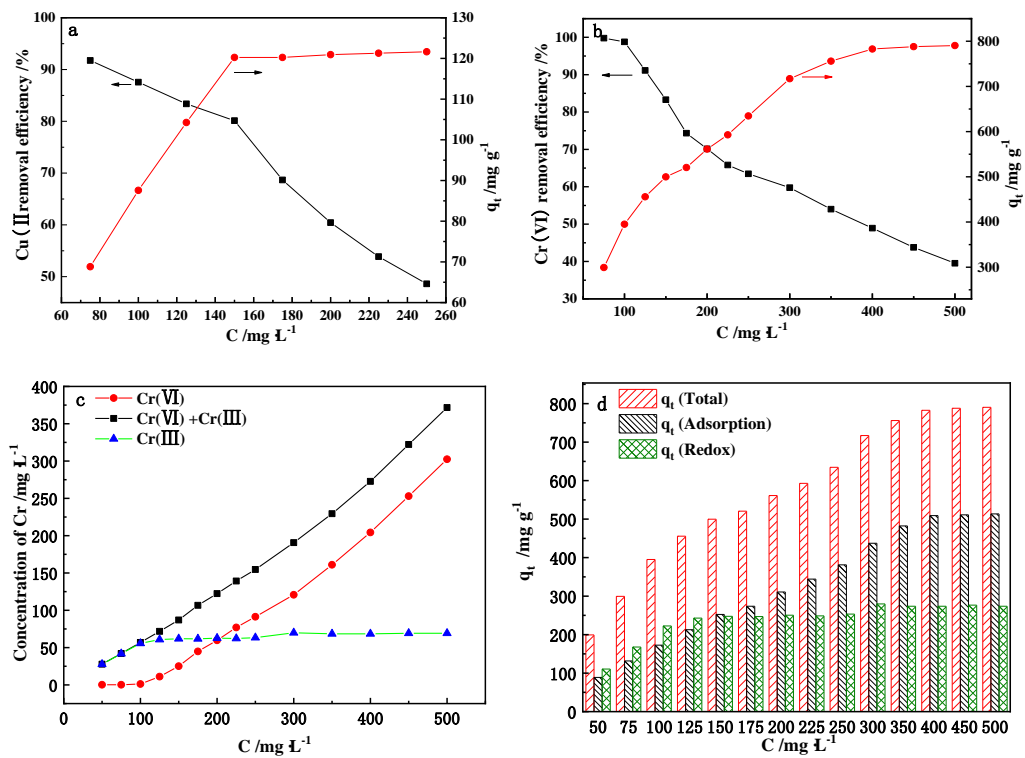 a
Cu(II removal efficiency /%
100
90
80
70
60
50
130
120
110
100
90
80
70
60
q_t /mg g^-1
60 80 100 120 140 160 180 200 220 240 260
C /mg·L^-1
b
Cr(VI) removal efficiency /%
100
90
80
70
60
50
40
30
800
700
600
500
400
300
q_t /mg g^-1
100 200 300 400 500
C /mg·L^-1
c
Cr(Ⅵ)
Cr(Ⅵ) +Cr(Ⅲ)
Cr(Ⅲ)
Concentration of Cr /mg·L^-1
400
350
300
250
200
150
100
50
0
0 100 200 300 400 500
C /mg·L^-1
d
q_t (Total)
q_t (Adsorption)
q_t (Redox)
q_t /mg g^-1
800
700
600
500
400
300
200
100
0
50 75 100 125 150 175 200 225 250 300 350 400 450 500
C /mg·L^-1